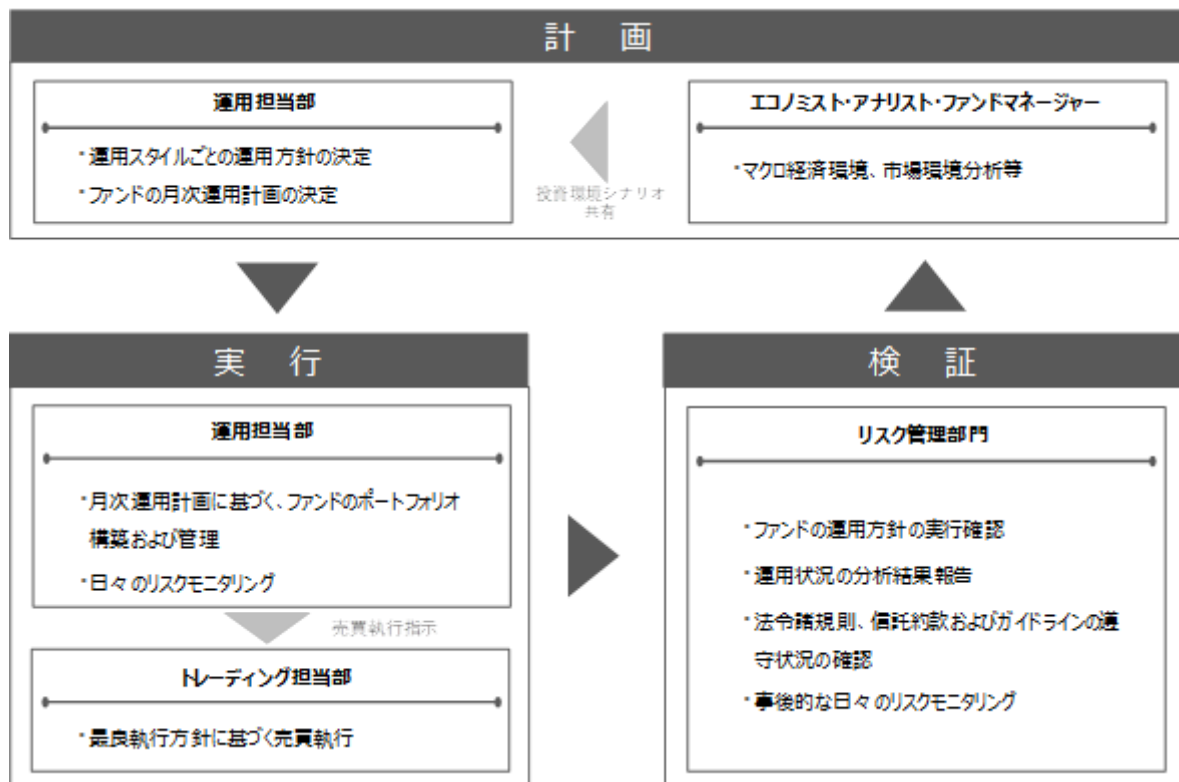 計 画
運用担当部
・運用スタイルごとの運用方針の決定
・ファンドの月次運用計画の決定
投資環境シナリオ
共有
エコノミスト・アナリスト・ファンドマネージャー
・マクロ経済環境、市場環境分析等
実 行
運用担当部
・月次運用計画に基づく、ファンドのポートフォリオ
構築および管理
・日々のリスクモニタリング
売買執行指示
トレーディング担当部
・最良執行方針に基づく売買執行
検 証
リスク管理部門
・ファンドの運用方針の実行確認
・運用状況の分析結果報告
・法令諸規則、信託約款およびガイドラインの遵
守状況の確認
・事後的な日々のリスクモニタリング